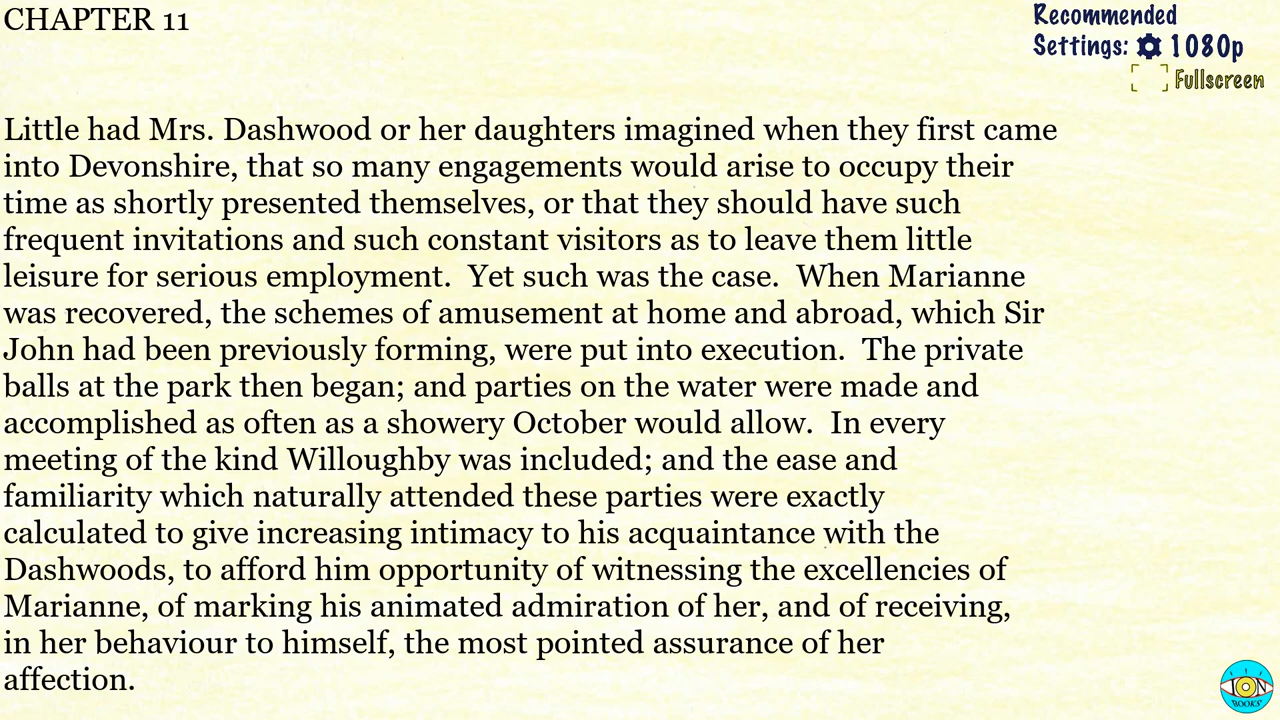 CHAPTER 11
Recommended
Settings: 1080p
Fullscreen
Little had Mrs. Dashwood or her daughters imagined when they first came
into Devonshire, that so many engagements would arise to occupy their
time as shortly presented themselves, or that they should have such
frequent invitations and such constant visitors as to leave them little
leisure for serious employment.  Yet such was the case.  When Marianne
was recovered, the schemes of amusement at home and abroad, which Sir
John had been previously forming, were put into execution.  The private
balls at the park then began; and parties on the water were made and
accomplished as often as a showery October would allow.  In every
meeting of the kind Willoughby was included; and the ease and
familiarity which naturally attended these parties were exactly
calculated to give increasing intimacy to his acquaintance with the
Dashwoods, to afford him opportunity of witnessing the excellencies of
Marianne, of marking his animated admiration of her, and of receiving,
in her behaviour to himself, the most pointed assurance of her
affection.
ION
BOOKS